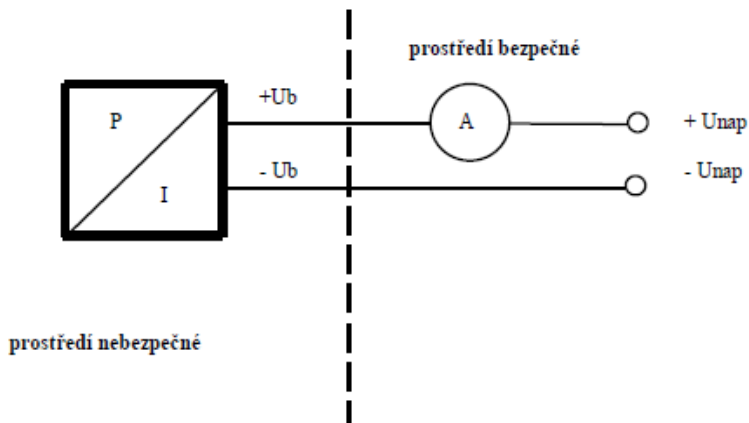 prostředí bezpečné
P
+Ub
A
+ Unap
I
- Ub
- Unap
prostředí nebezpečné